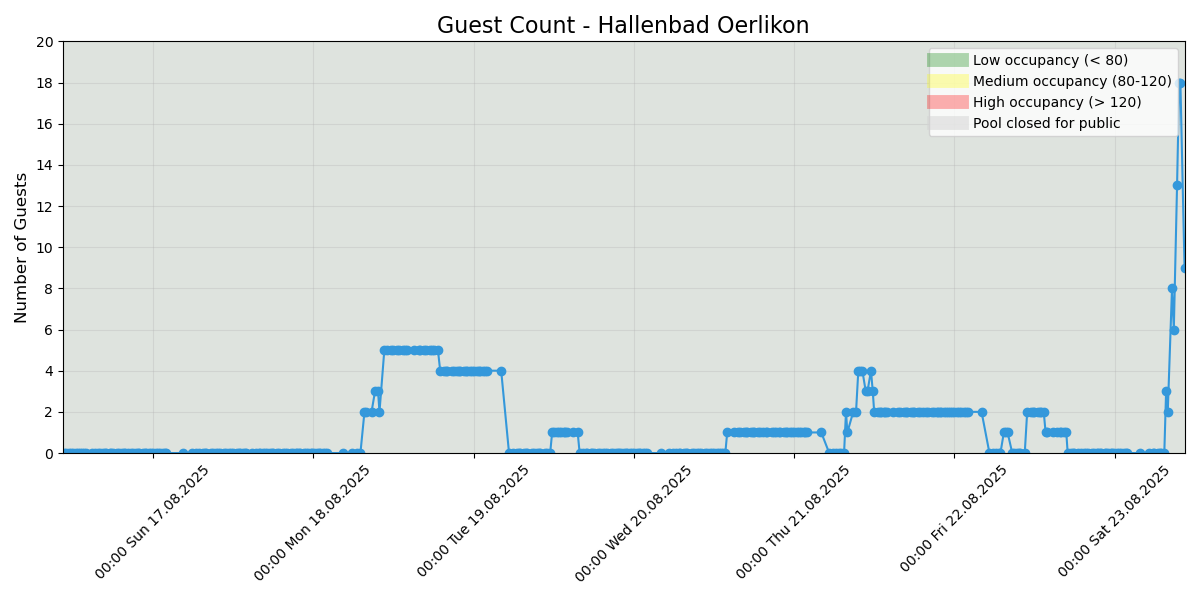 Guest Count - Hallenbad Oerlikon
Number of Guests
20
18
16
14
12
10
8
6
4
2
0
Low occupancy (< 80)
Medium occupancy (80-120)
High occupancy (> 120)
Pool closed for public
00:00 Sun 17.08.2025
00:00 Mon 18.08.2025
00:00 Tue 19.08.2025
00:00 Wed 20.08.2025
00:00 Thu 21.08.2025
00:00 Fri 22.08.2025
00:00 Sat 23.08.2025